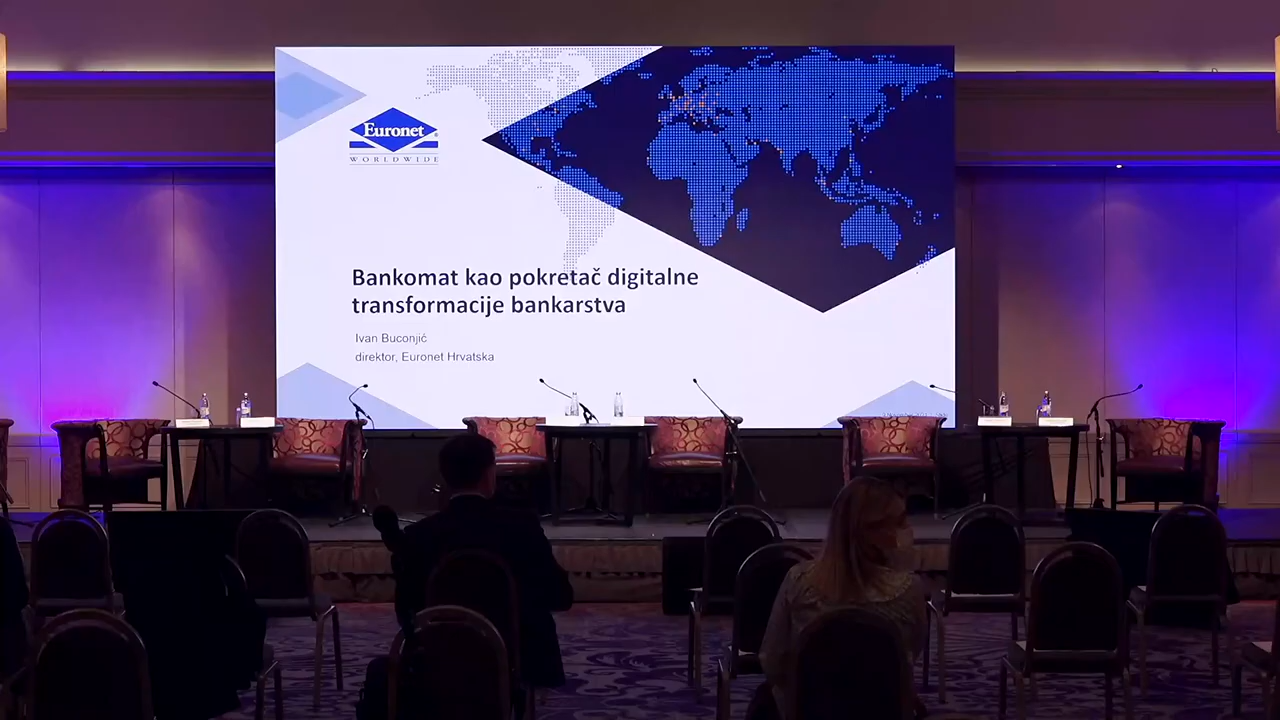 Euronet
WORLDWIDE
Bankomat kao pokretač digitalne
transformacije bankarstva
Ivan Buconjić
direktor, Euronet Hrvatska